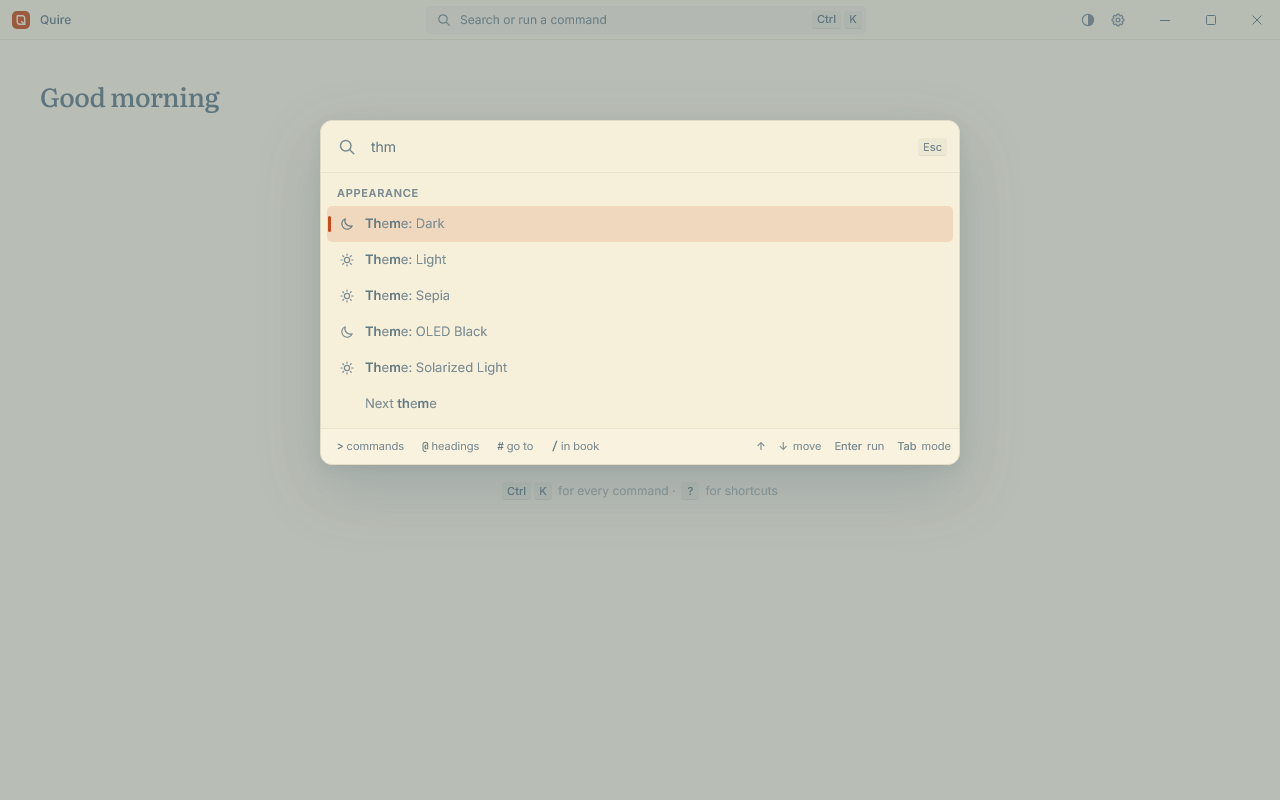 Quire
Search or run a command Ctrl K
Good morning
thm Esc
APPEARANCE
Theme: Dark
Theme: Light
Theme: Sepia
Theme: OLED Black
Theme: Solarized Light
Next theme
> commands @ headings # go to / in book ↑ ↓ move Enter run Tab mode
Ctrl K for every command · ? for shortcuts